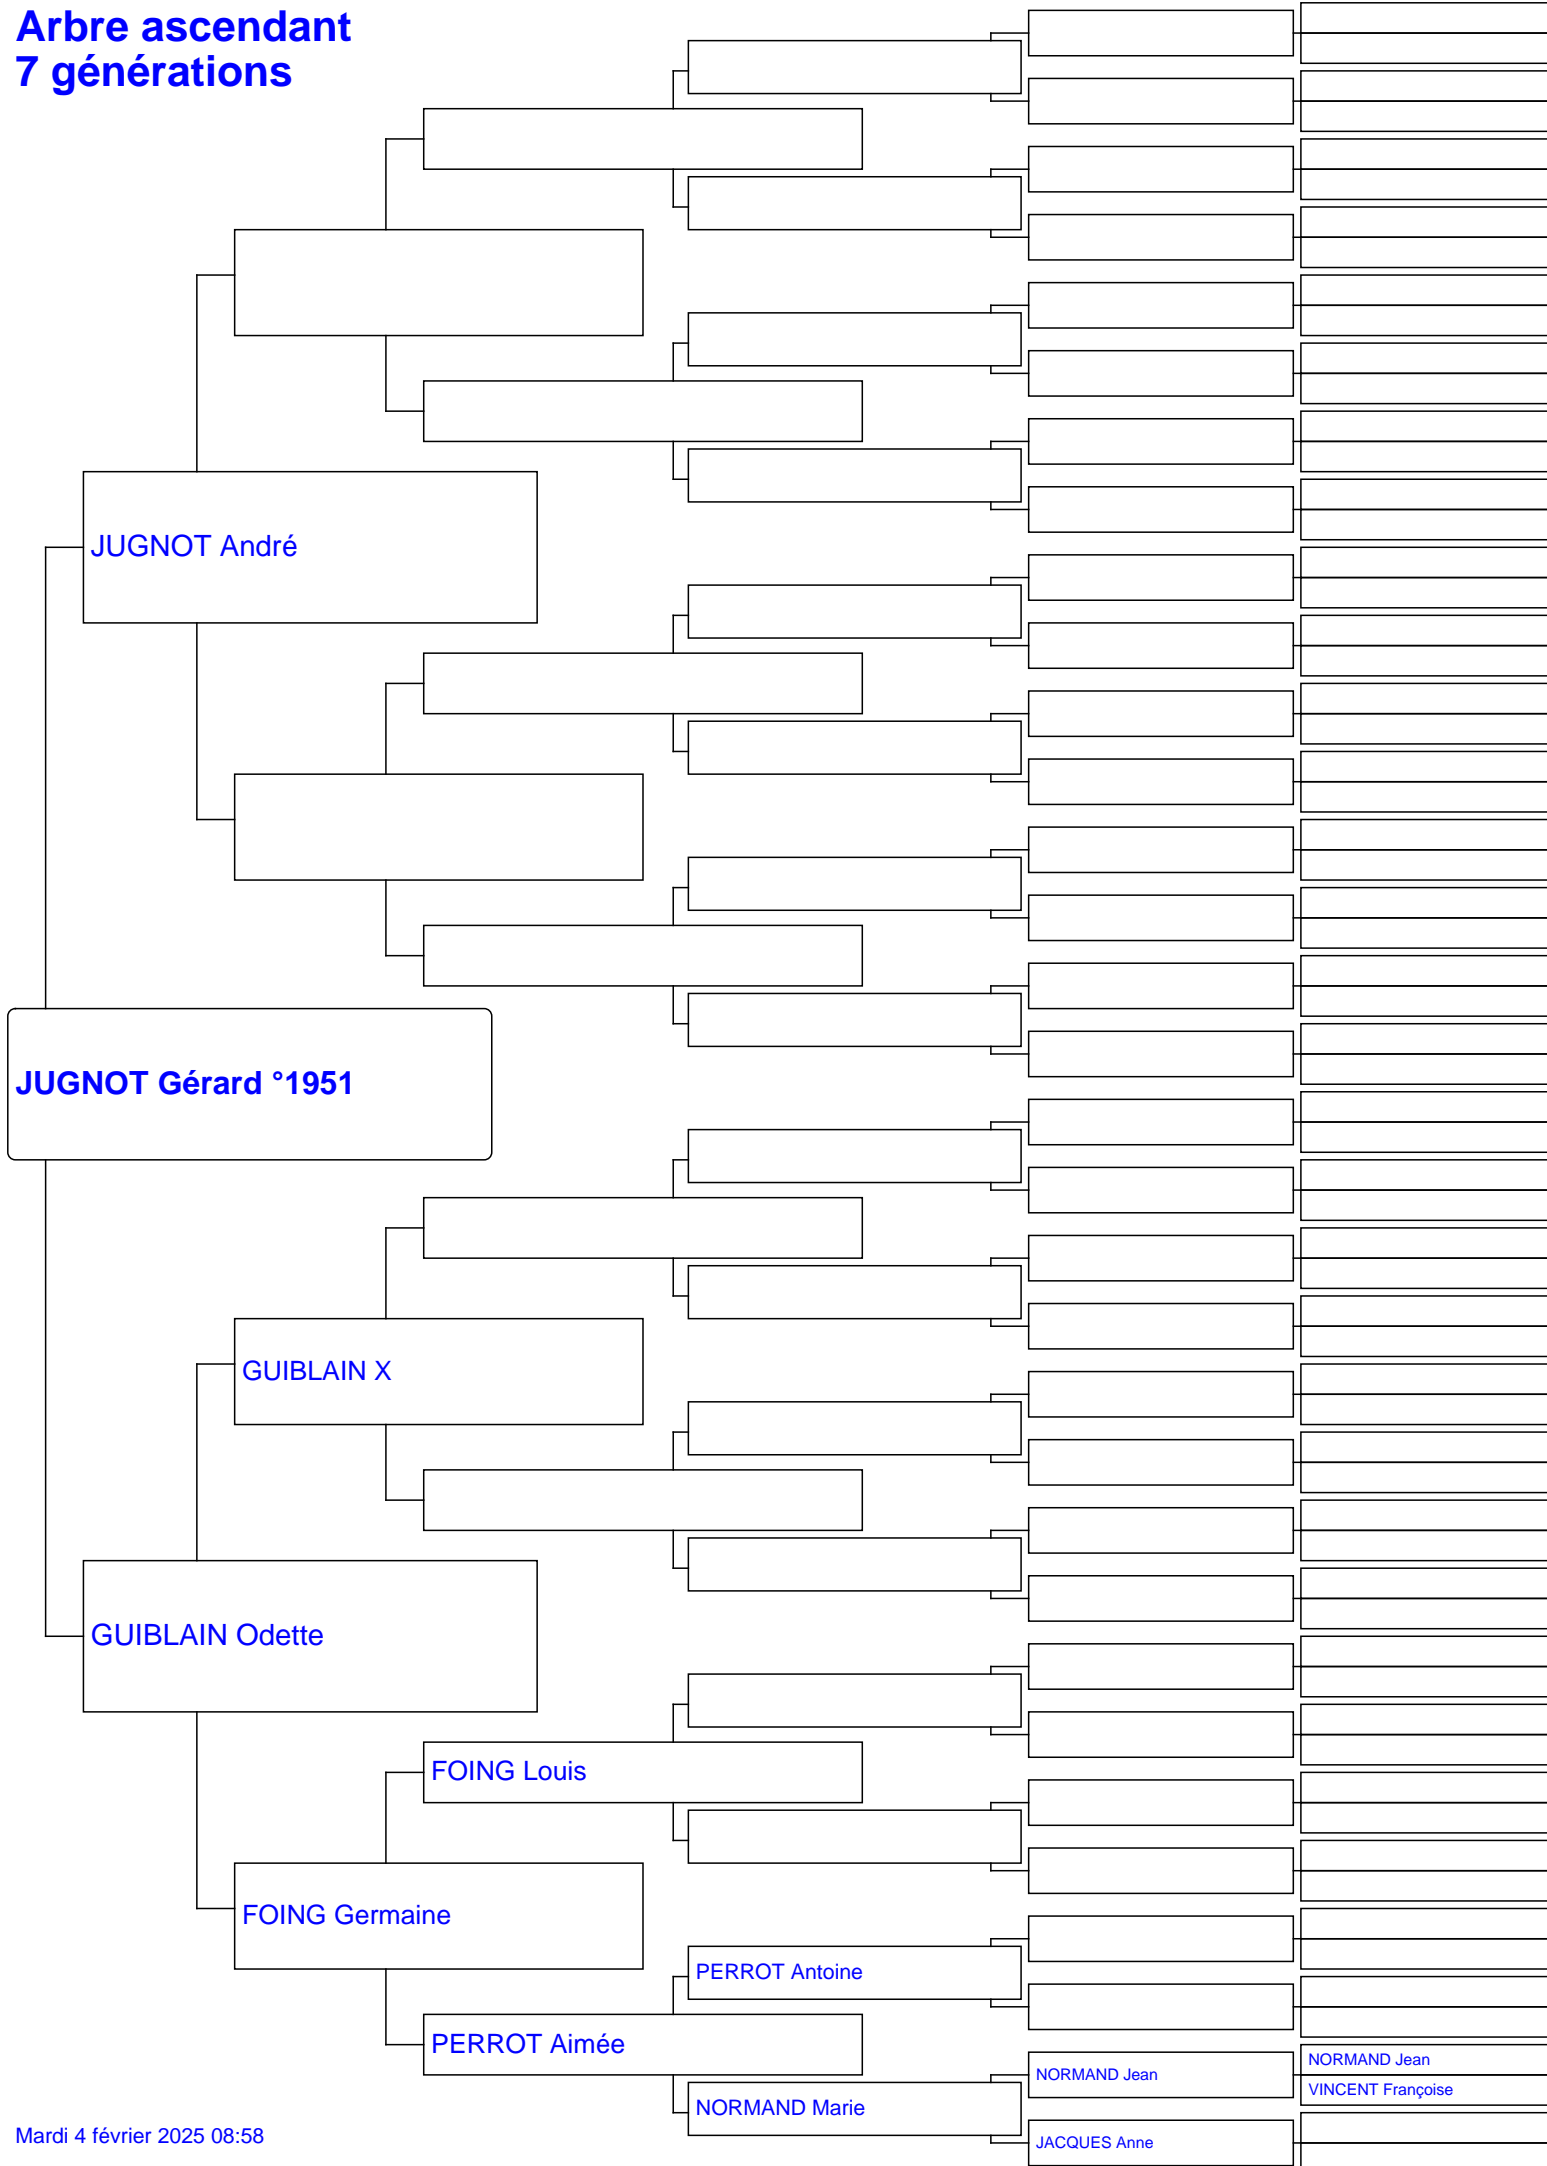 Arbre ascendant
7 générations
JUGNOT André
JUGNOT Gérard °1951
GUIBLAIN X
GUIBLAIN Odette
FOING Louis
FOING Germaine
PERROT Antoine
PERROT Aimée
NORMAND Jean
VINCENT Françoise
NORMAND Jean
NORMAND Marie
JACQUES Anne
Mardi 4 février 2025 08:58